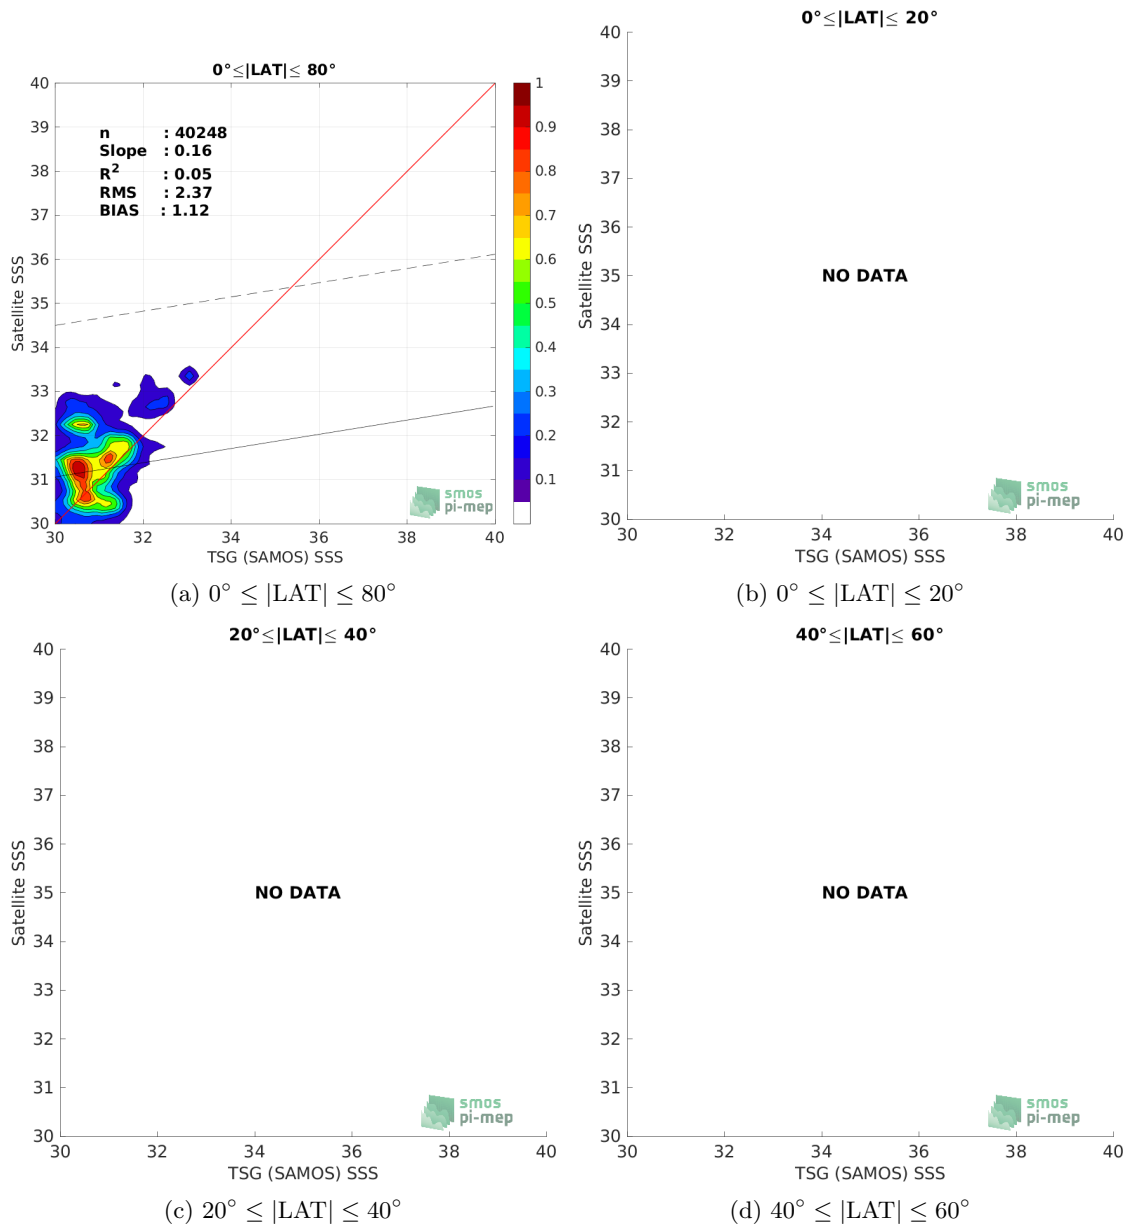 0°≤|LAT|≤ 80°
40
39
38
37
36
35
34
33
32
31
30
Satellite SSS
n : 40248
Slope : 0.16
R² : 0.05
RMS : 2.37
BIAS : 1.12
1
0.9
0.8
0.7
0.6
0.5
0.4
0.3
0.2
0.1
smos
pi-mep
30 32 34 36 38 40
TSG (SAMOS) SSS
(a) 0° ≤ |LAT| ≤ 80°
0°≤|LAT|≤ 20°
40
39
38
37
36
35
34
33
32
31
30
Satellite SSS
NO DATA
smos
pi-mep
30 32 34 36 38 40
TSG (SAMOS) SSS
(b) 0° ≤ |LAT| ≤ 20°
20°≤|LAT|≤ 40°
40
39
38
37
36
35
34
33
32
31
30
Satellite SSS
NO DATA
smos
pi-mep
30 32 34 36 38 40
TSG (SAMOS) SSS
(c) 20° ≤ |LAT| ≤ 40°
40°≤|LAT|≤ 60°
40
39
38
37
36
35
34
33
32
31
30
Satellite SSS
NO DATA
smos
pi-mep
30 32 34 36 38 40
TSG (SAMOS) SSS
(d) 40° ≤ |LAT| ≤ 60°